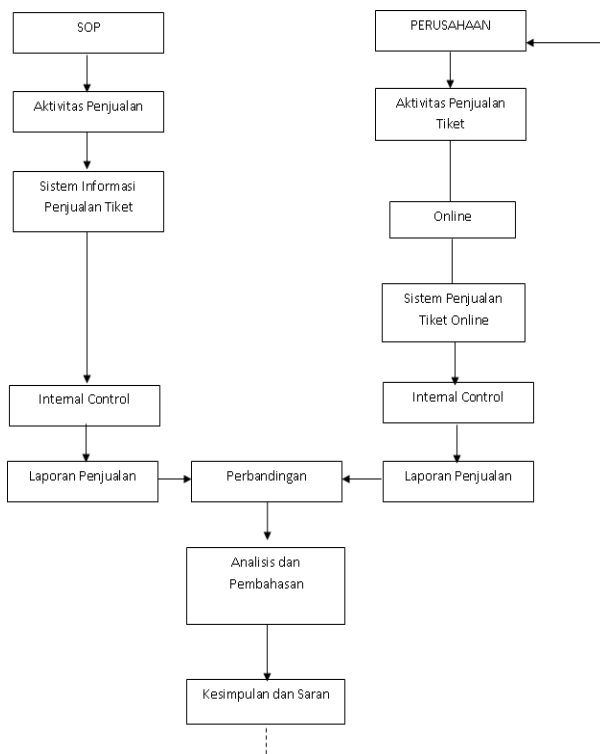 SOP
PERUSAHAAN
Aktivitas Penjualan
Aktivitas Penjualan
Tiket
Sistem Informasi
Penjualan Tiket
Online
Sistem Penjualan
Tiket Online
Internal Control
Internal Control
Laporan Penjualan
Perbandingan
Laporan Penjualan
Analisis dan
Pembahasan
Kesimpulan dan Saran